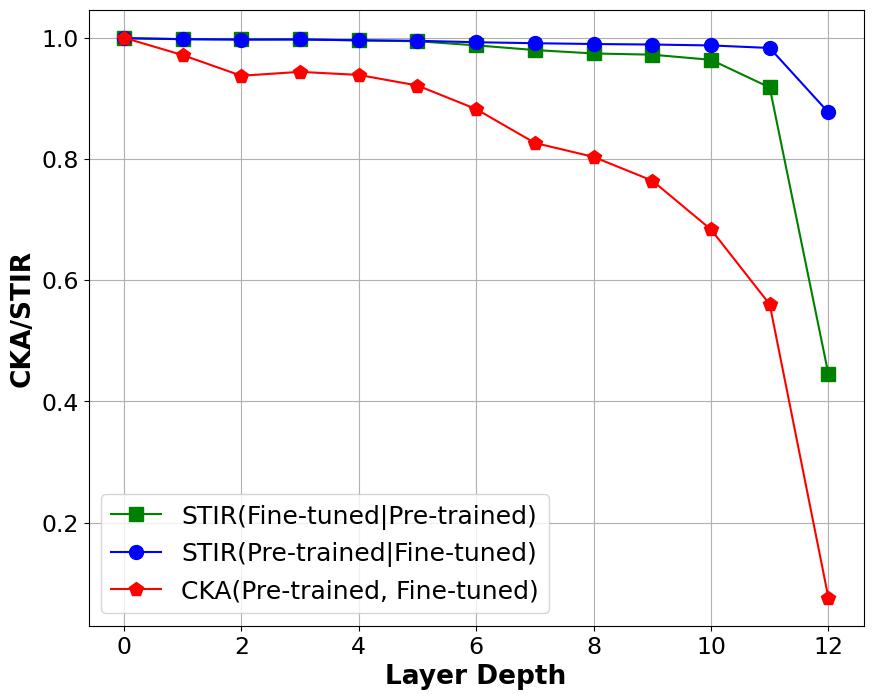 1.0
0.8
0.6
0.4
0.2
CKA/STIR
STIR(Fine-tuned|Pre-trained)
STIR(Pre-trained|Fine-tuned)
CKA(Pre-trained, Fine-tuned)
0 2 4 6 8 10 12
Layer Depth